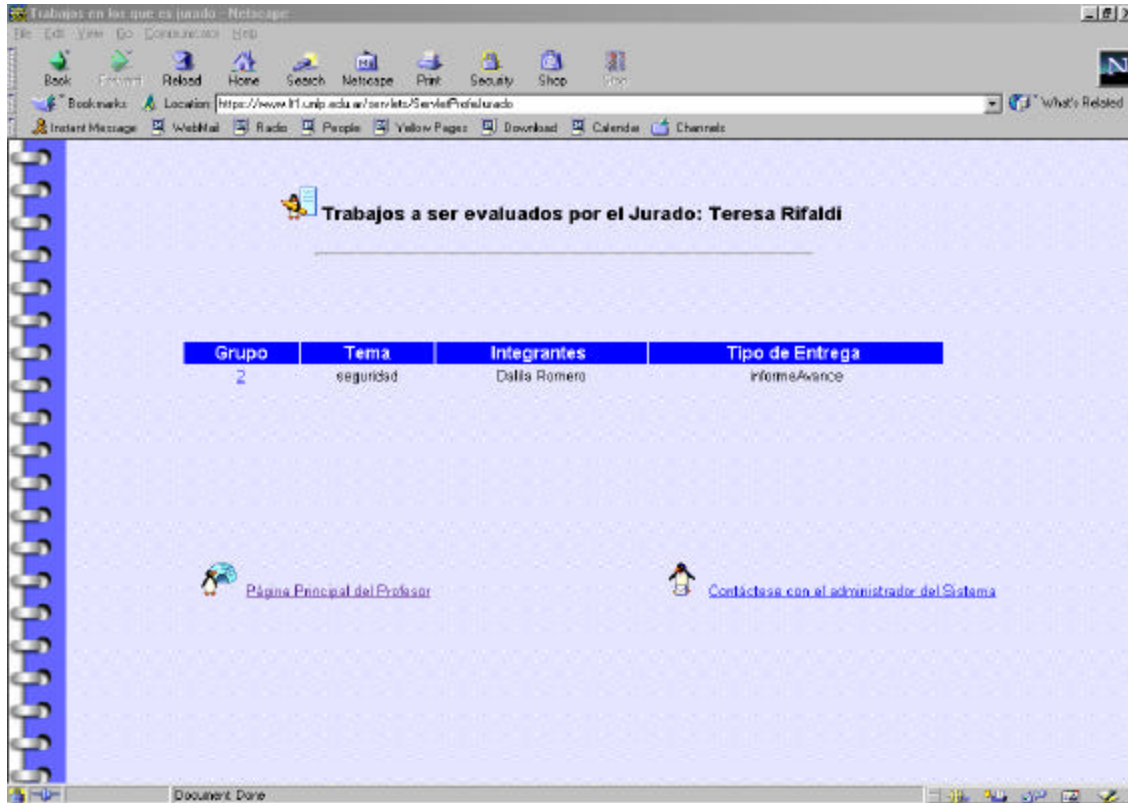 Trabajos en los que es jurado - Netscape
File Edit View Go Communicator Help
Back Forward Reload Home Search Netscape Print Security Shop Stop
Bookmarks Location: What's Related
Instant Message WebMail Radio People Yellow Pages Download Calendar Channels
Trabajos a ser evaluados por el Jurado: Teresa Rifaldi
Grupo Tema Integrantes Tipo de Entrega
2 seguridad Dalila Romero informeAvance
Página Principal del Profesor Contáctese con el administrador del Sistema
Document: Done